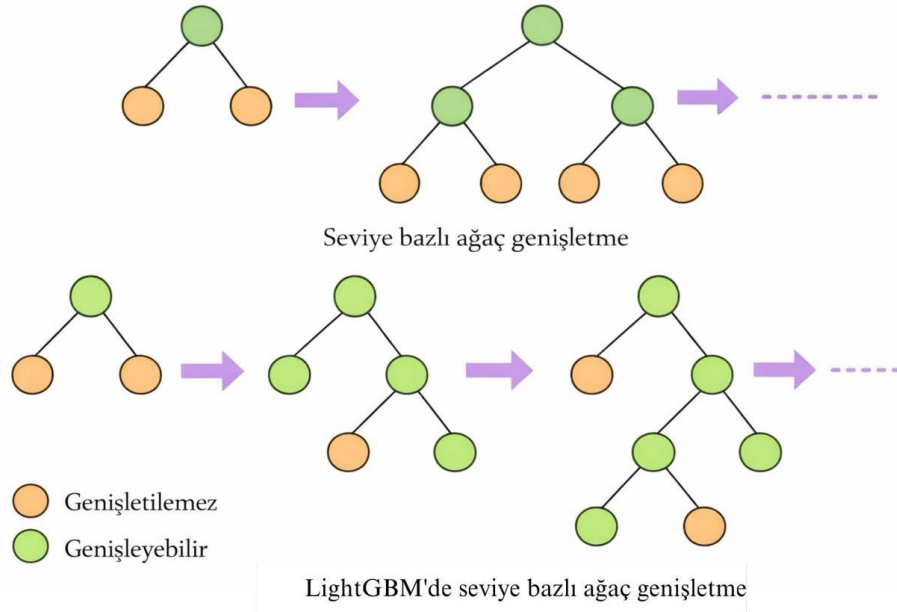 Seviye bazlı ağaç genişletme
Genişletilemez
Genişleyebilir
LightGBM'de seviye bazlı ağaç genişletme